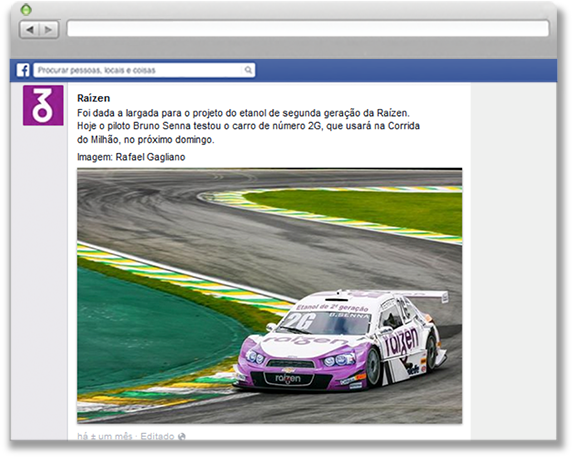 Procurar pessoas, locais e coisas
Raízen
Foi dada a largada para o projeto do etanol de segunda geração da Raízen.
Hoje o piloto Bruno Senna testou o carro de número 2G, que usará na Corrida
do Milhão, no próximo domingo.
Imagem: Rafael Gagliano
Etanol de 2ª geração
2G
B.SENNA
raízen
raízen
raízen
há ± um mês · Editado